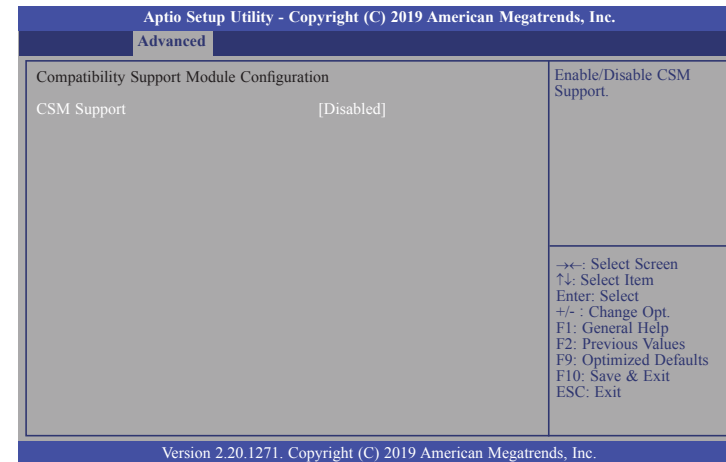 Aptio Setup Utility - Copyright (C) 2019 American Megatrends, Inc.
Advanced
Compatibility Support Module Configuration
CSM Support [Disabled]
Enable/Disable CSM
Support.
→←: Select Screen
↑↓: Select Item
Enter: Select
+/- : Change Opt.
F1: General Help
F2: Previous Values
F9: Optimized Defaults
F10: Save & Exit
ESC: Exit
Version 2.20.1271. Copyright (C) 2019 American Megatrends, Inc.